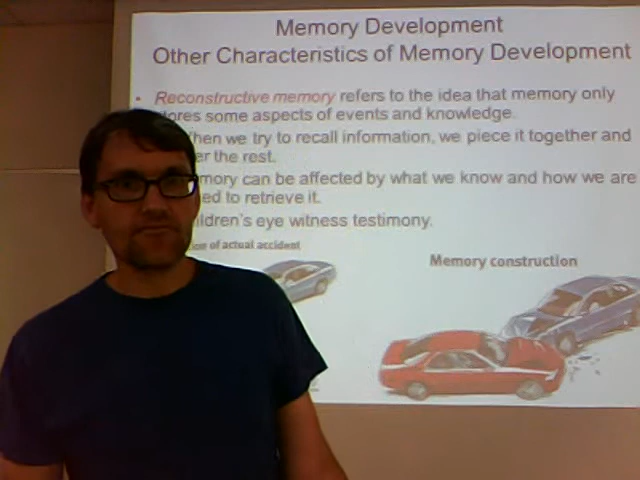 Memory Development
Other Characteristics of Memory Development
• Reconstructive memory refers to the idea that memory only
ores some aspects of events and knowledge.
hen we try to recall information, we piece it together and
er the rest.
mory can be affected by what we know and how we are
ed to retrieve it.
ildren's eye witness testimony.
ion of actual accident
Memory construction